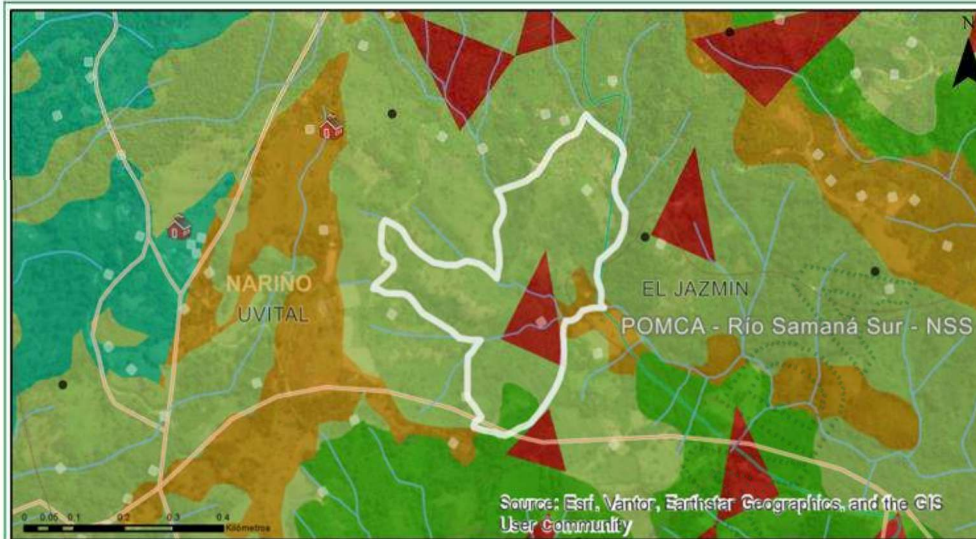 N
NARIÑO
UVITAL
EL JAZMIN
POMCA - Río Samaná Sur - NSS
Source: Esri, Vantor, Earthstar Geographics, and the GIS
User Community
0 0.05 0.1 0.2 0.3 0.4
Kilómetros